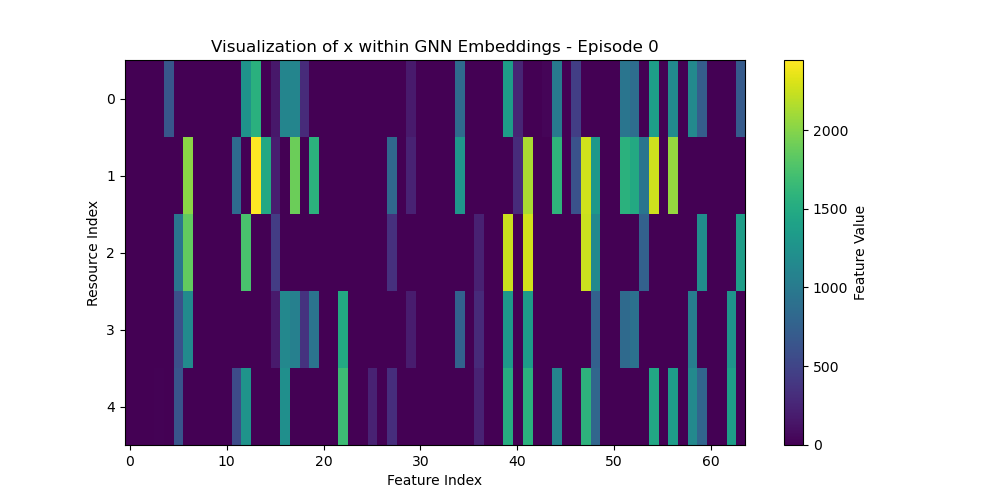 Visualization of x within GNN Embeddings - Episode 0
Resource Index
0
1
2
3
4
0 10 20 30 40 50 60
Feature Index
2000
1500
1000
500
0
Feature Value